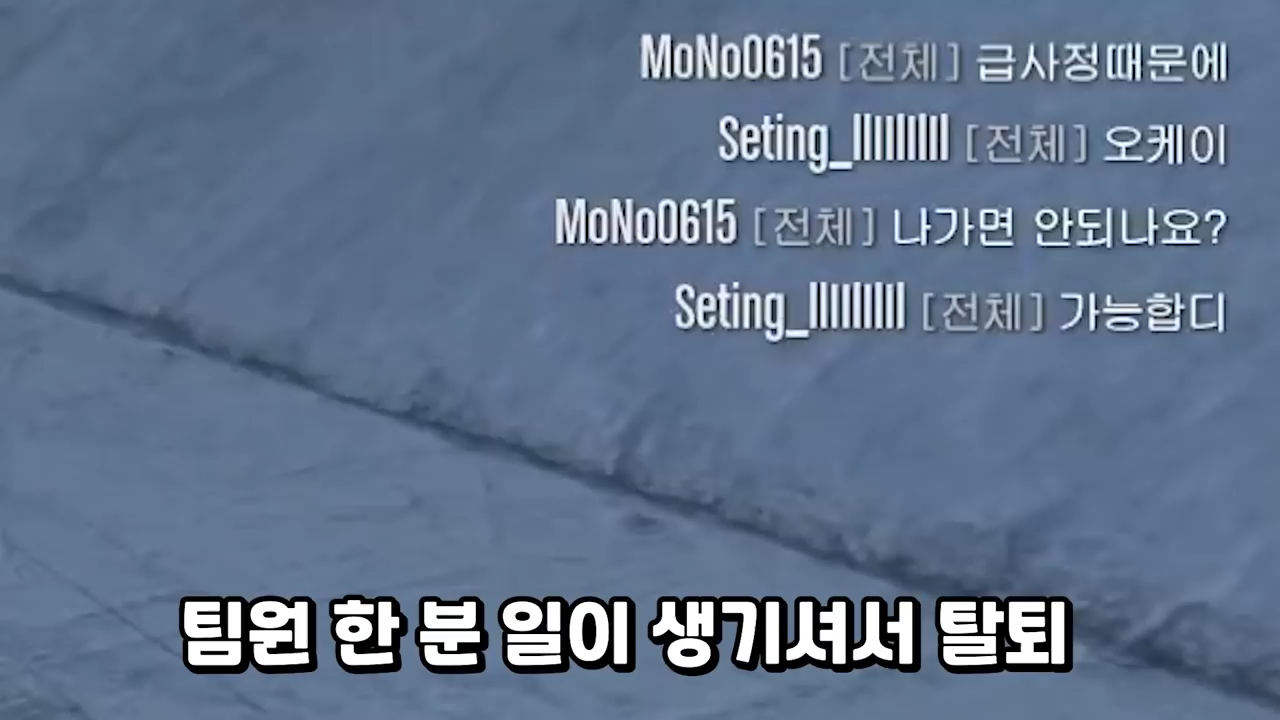 MoNo0615 [전체] 급사정때문에
Seting_lllllllll [전체] 오케이
MoNo0615 [전체] 나가면 안되나요?
Seting_lllllllll [전체] 가능합디
팀원 한 분 일이 생기셔서 탈퇴